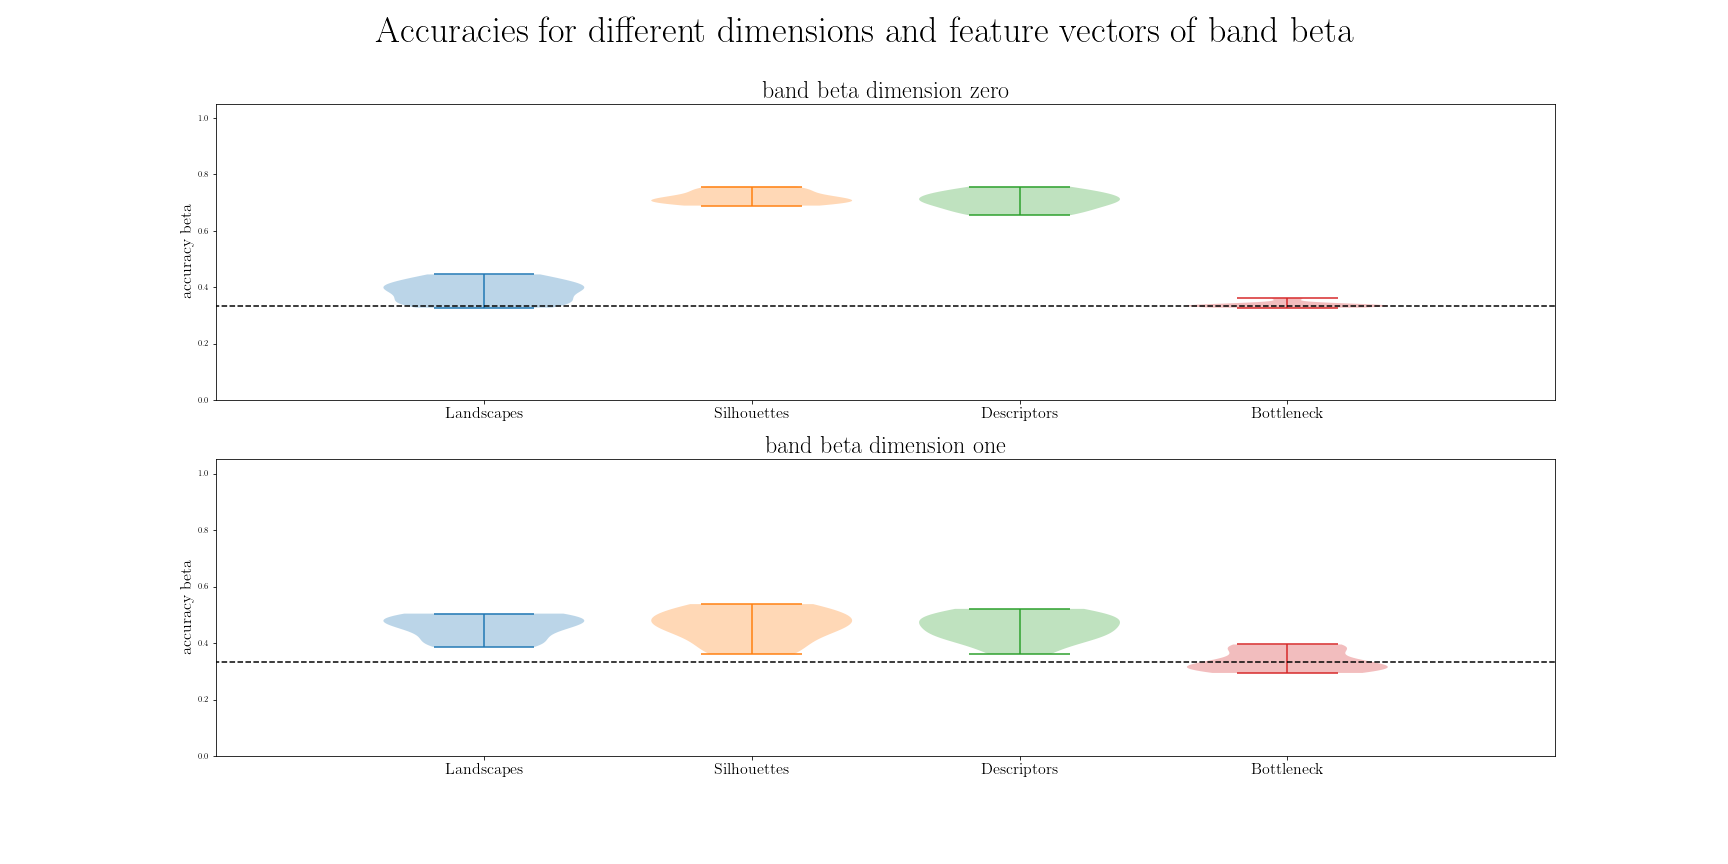 Accuracies for different dimensions and feature vectors of band beta
band beta dimension zero
1.0
0.8
0.6
0.4
0.2
0.0
accuracy beta
Landscapes Silhouettes Descriptors Bottleneck
band beta dimension one
1.0
0.8
0.6
0.4
0.2
0.0
accuracy beta
Landscapes Silhouettes Descriptors Bottleneck